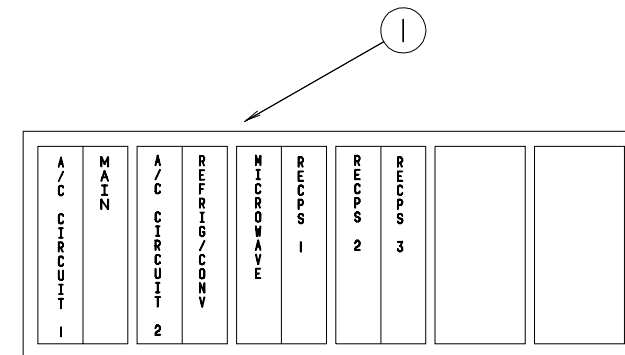 1
A/C CIRCUIT 1
MAIN
A/C CIRCUIT 2
REFRIG/CONV
MICROWAVE
RECPS 1
RECPS 2
RECPS 3